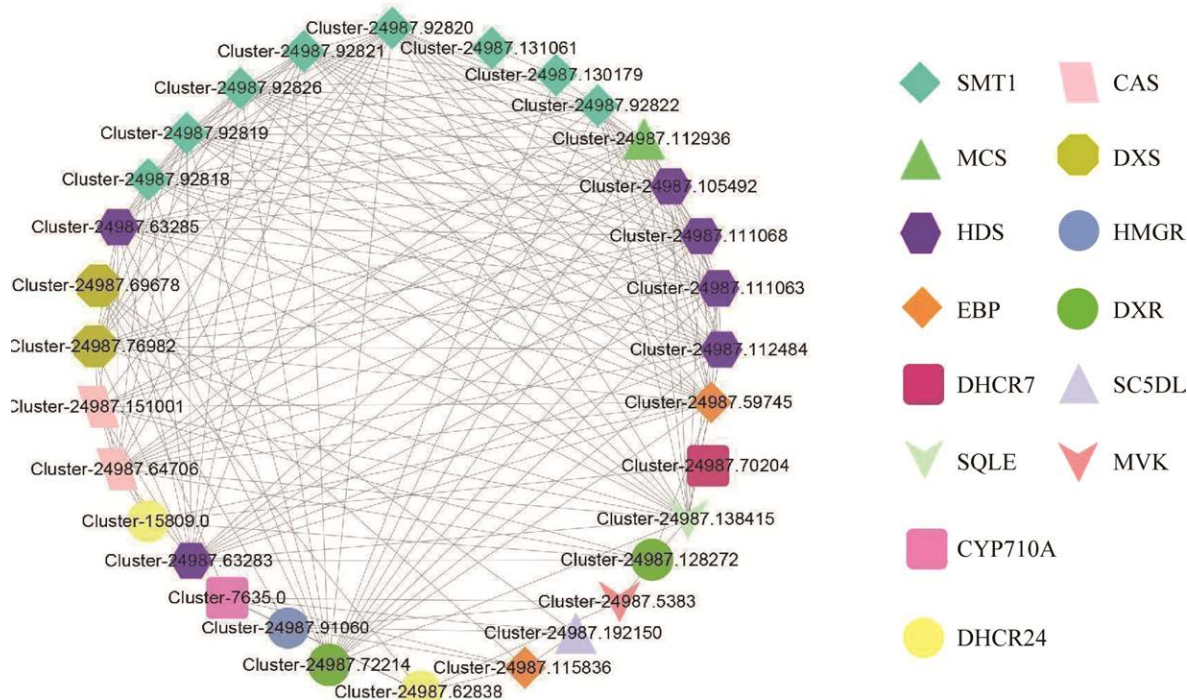 Cluster-24987.92820
Cluster-24987.92821
Cluster-24987.131061
Cluster-24987.92826
Cluster-24987.130179
Cluster-24987.92822
Cluster-24987.92819
Cluster-24987.112936
Cluster-24987.92818
Cluster-24987.105492
Cluster-24987.63285
Cluster-24987.111068
Cluster-24987.69678
Cluster-24987.111063
Cluster-24987.76982
Cluster-24987.112484
Cluster-24987.151001
Cluster-24987.59745
Cluster-24987.64706
Cluster-24987.70204
Cluster-15809.0
Cluster-24987.138415
Cluster-24987.63283
Cluster-24987.128272
Cluster-7635.0
Cluster-24987.5383
Cluster-24987.91060
Cluster-24987.192150
Cluster-24987.72214
Cluster-24987.115836
Cluster-24987.62838
SMT1
CAS
MCS
DXS
HDS
HMGR
EBP
DXR
DHCR7
SC5DL
SQLE
MVK
CYP710A
DHCR24